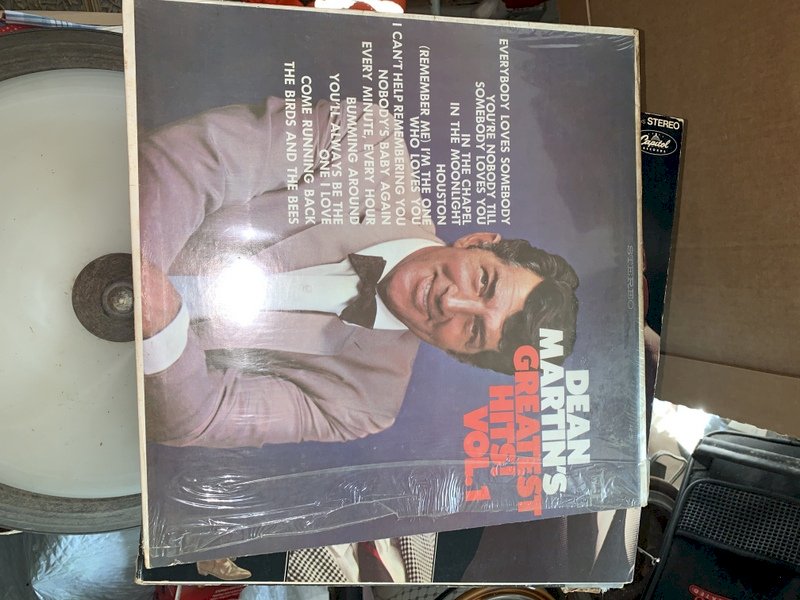 STEREO
DEAN
MARTIN'S
GREATEST
HITS!
VOL. 1
EVERYBODY LOVES SOMEBODY
YOU'RE NOBODY TILL
SOMEBODY LOVES YOU
IN THE CHAPEL
IN THE MOONLIGHT
HOUSTON
(REMEMBER ME) I'M THE ONE
WHO LOVES YOU
I CAN'T HELP REMEMBERING YOU
NOBODY'S BABY AGAIN
EVERY MINUTE, EVERY HOUR
BUMMING AROUND
YOU'LL ALWAYS BE THE
ONE I LOVE
COME RUNNING BACK
THE BIRDS AND THE BEES
STEREO
Capitol
RECORDS